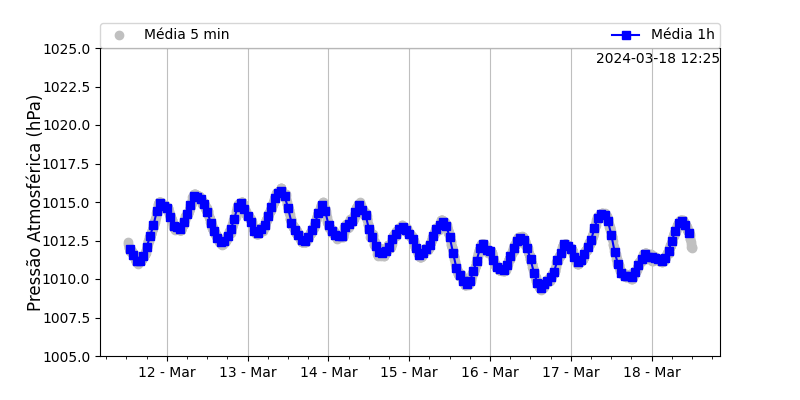 Média 5 min
Média 1h
2024-03-18 12:25
Pressão Atmosférica (hPa)
1025.0
1022.5
1020.0
1017.5
1015.0
1012.5
1010.0
1007.5
1005.0
12 - Mar
13 - Mar
14 - Mar
15 - Mar
16 - Mar
17 - Mar
18 - Mar